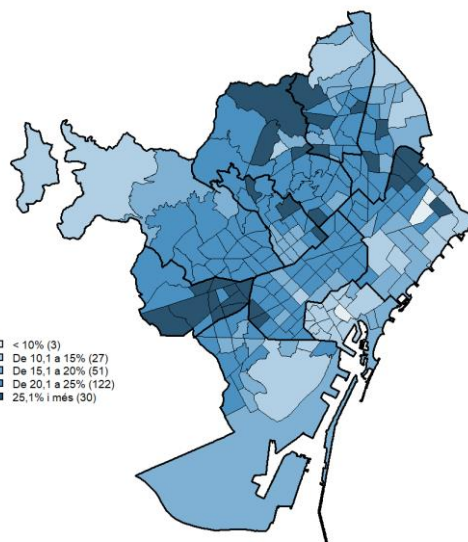 < 10% (3)
De 10,1 a 15% (27)
De 15,1 a 20% (51)
De 20,1 a 25% (122)
25,1% i més (30)